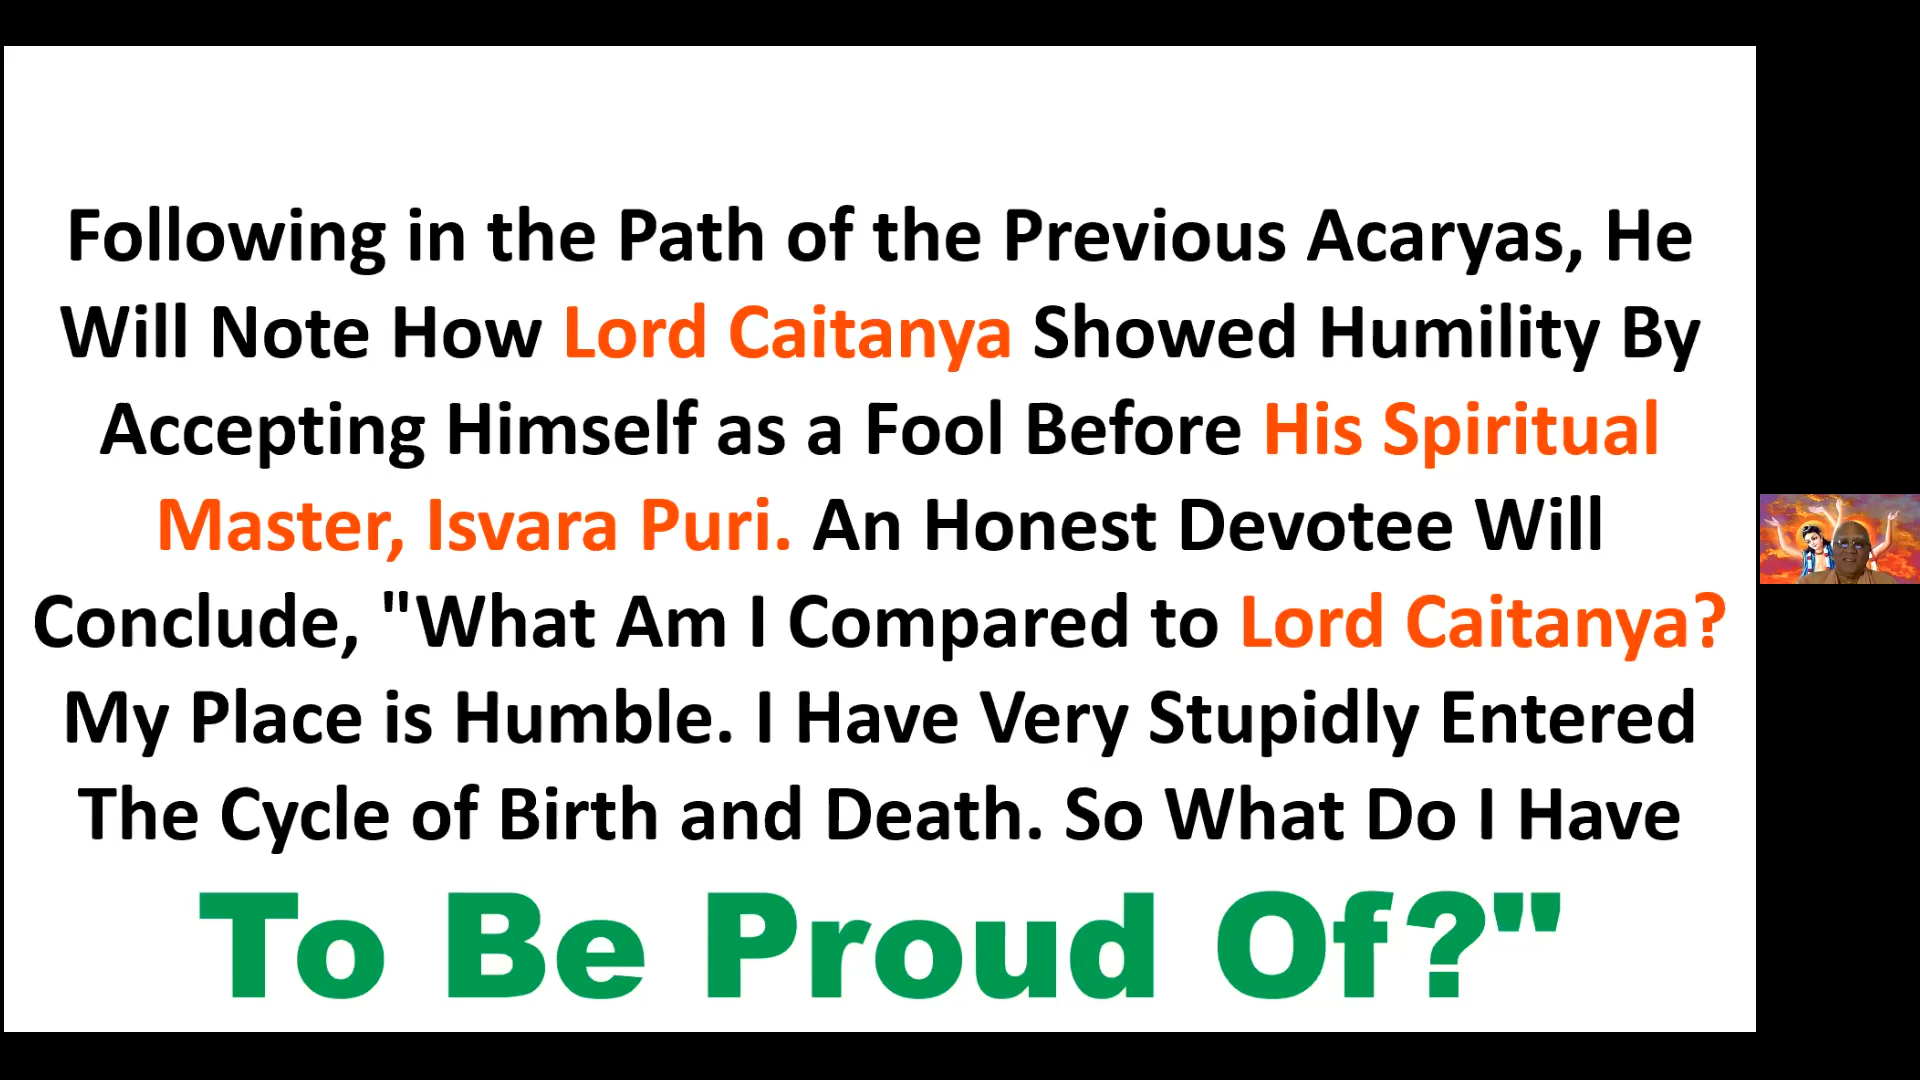 Following in the Path of the Previous Acaryas, He
Will Note How Lord Caitanya Showed Humility By
Accepting Himself as a Fool Before His Spiritual
Master, Isvara Puri. An Honest Devotee Will
Conclude, "What Am I Compared to Lord Caitanya?
My Place is Humble. I Have Very Stupidly Entered
The Cycle of Birth and Death. So What Do I Have
To Be Proud Of?"